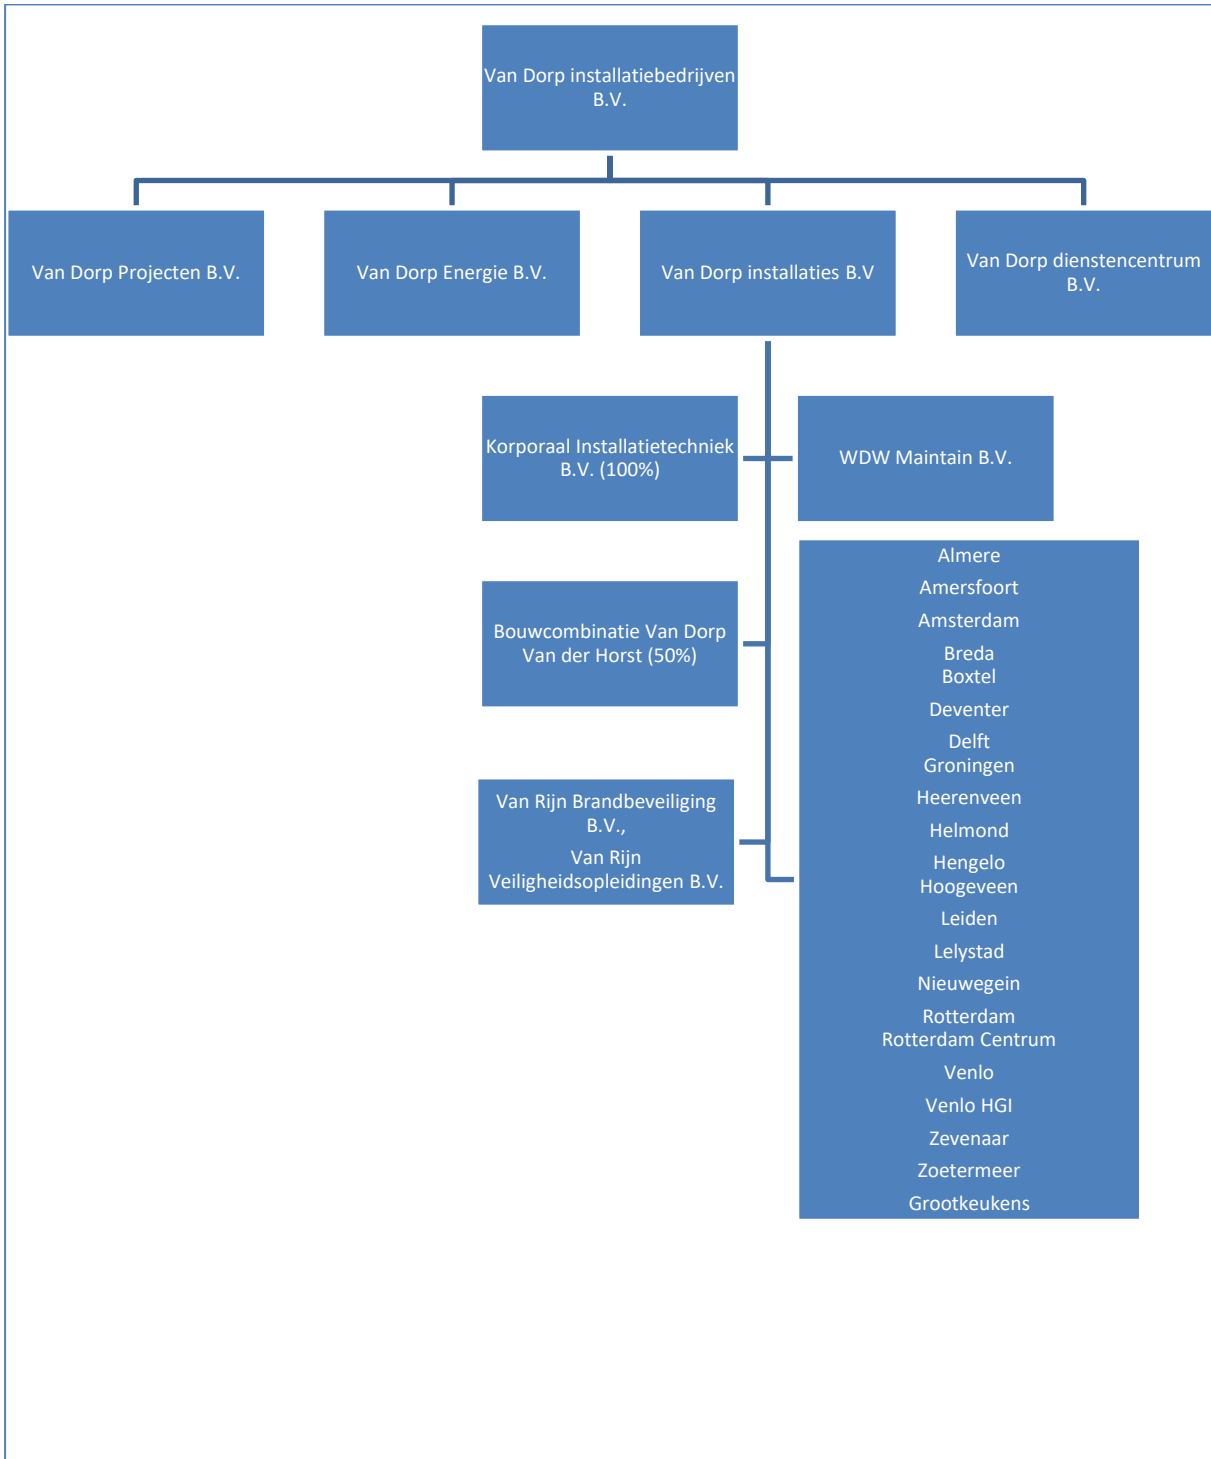 Van Dorp installatiebedrijven
B.V.
Van Dorp Projecten B.V.
Van Dorp Energie B.V.
Van Dorp installaties B.V
Van Dorp dienstencentrum
B.V.
Korporaal Installatietechniek
B.V. (100%)
WDW Maintain B.V.
Bouwcombinatie Van Dorp
Van der Horst (50%)
Van Rijn Brandbeveiliging
B.V.,
Van Rijn
Veiligheidsopleidingen B.V.
Almere
Amersfoort
Amsterdam
Breda
Boxtel
Deventer
Delft
Groningen
Heerenveen
Helmond
Hengelo
Hoogeveen
Leiden
Lelystad
Nieuwegein
Rotterdam
Rotterdam Centrum
Venlo
Venlo HGI
Zevenaar
Zoetermeer
Grootkeukens